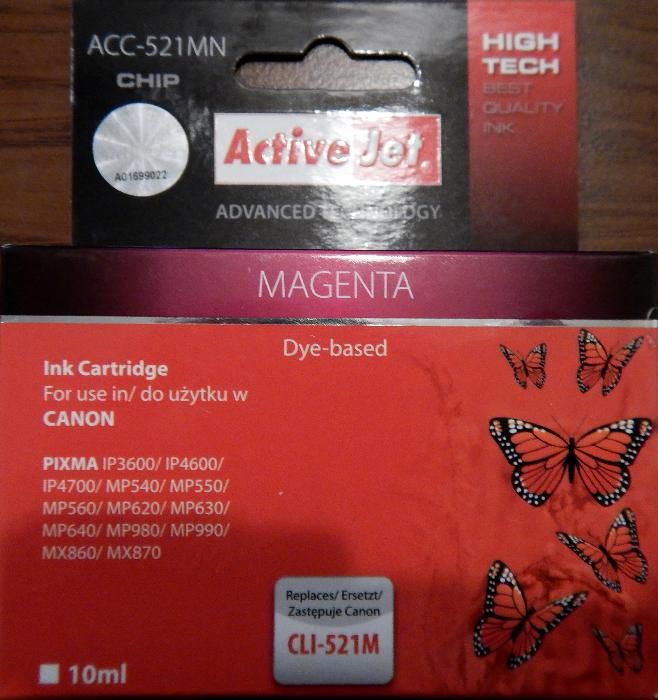 ACC-521MN
CHIP
A01699022
HIGH
TECH
BEST
QUALITY
INK
Active Jet
ADVANCED TECHNOLOGY
MAGENTA
Dye-based
Ink Cartridge
For use in/ do użytku w
CANON
PIXMA IP3600/ IP4600/
IP4700/ MP540/ MP550/
MP560/ MP620/ MP630/
MP640/ MP980/ MP990/
MX860/ MX870
Replaces/ Ersetzt/
Zastępuje Canon
CLI-521M
10ml